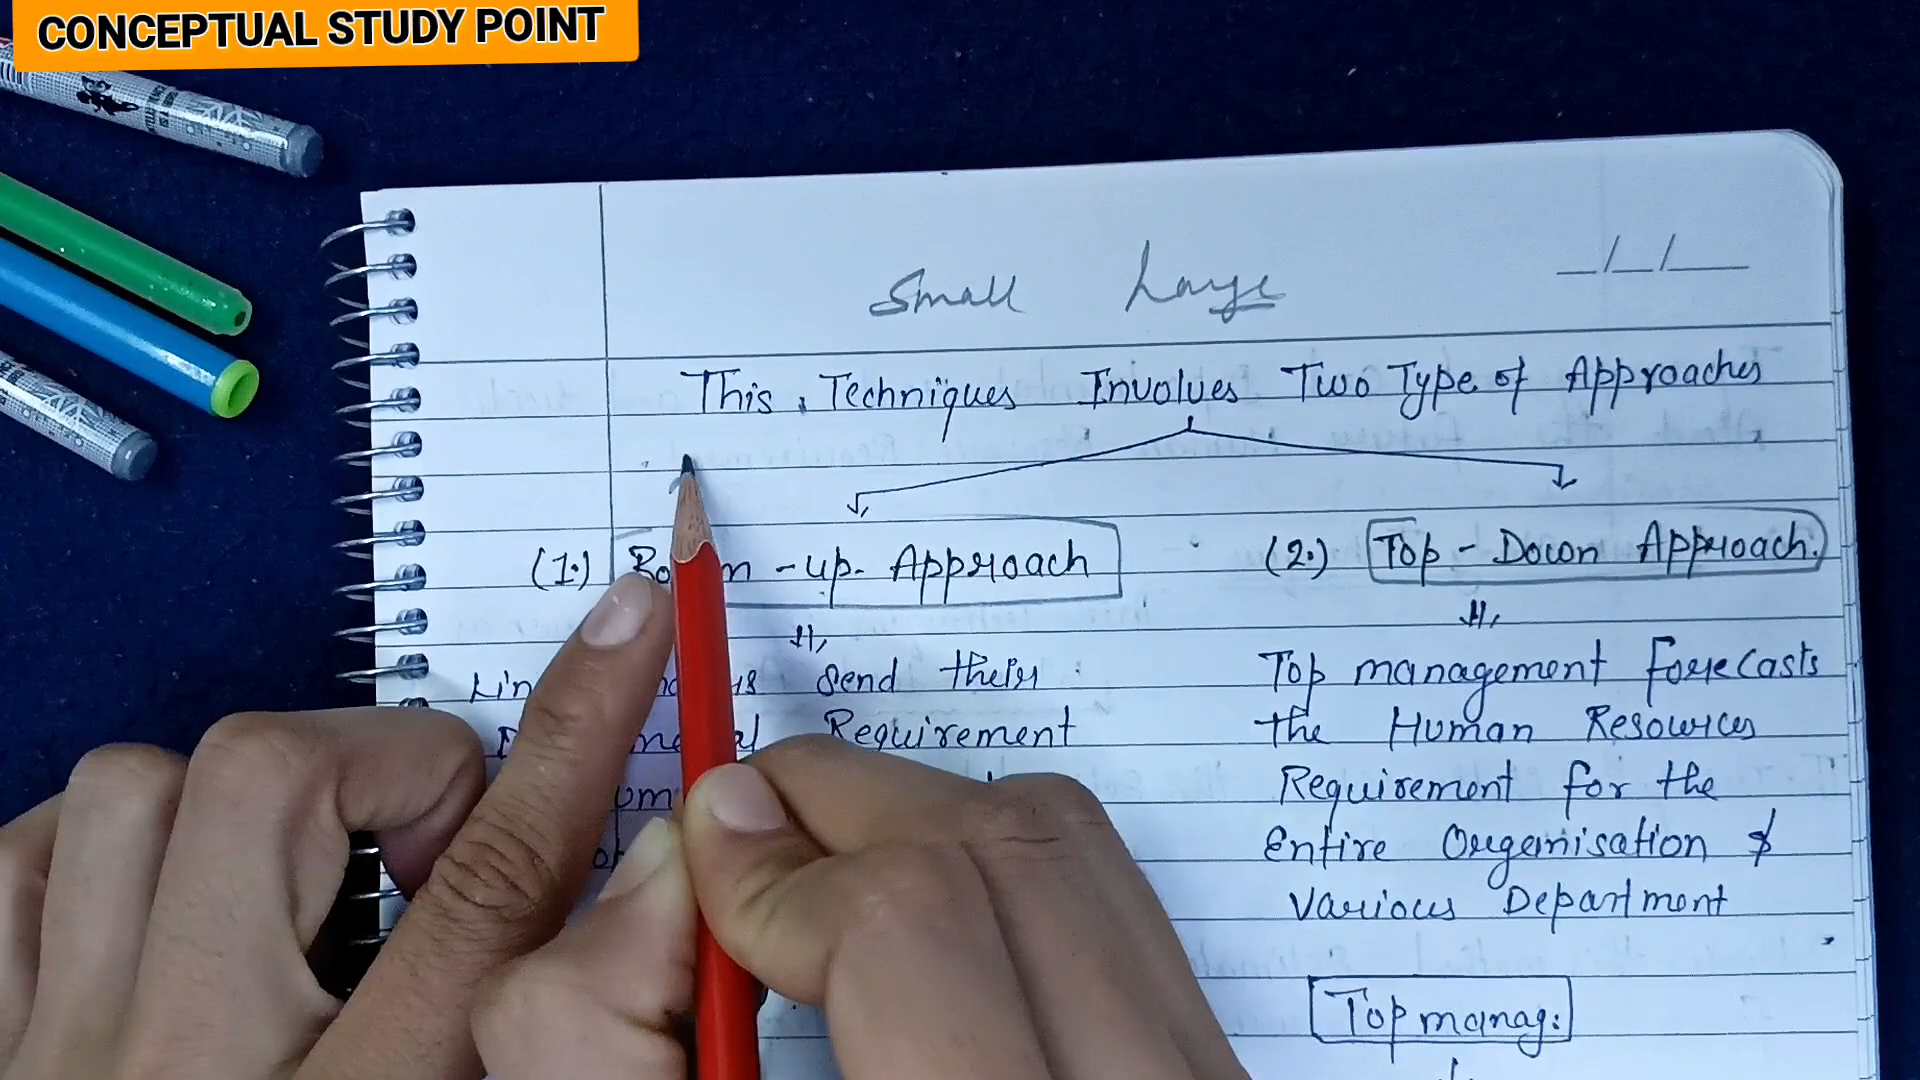 CONCEPTUAL STUDY POINT
Small Large
_/_/_
This Techniques Involves Two Type of Approaches
(1.) -up- Approach
(2.) Top - Down Approach.
Send their
Requirement
Top management Forecasts
the Human Resources
Requirement for the
Entire Organisation &
Various Department
Top manag: